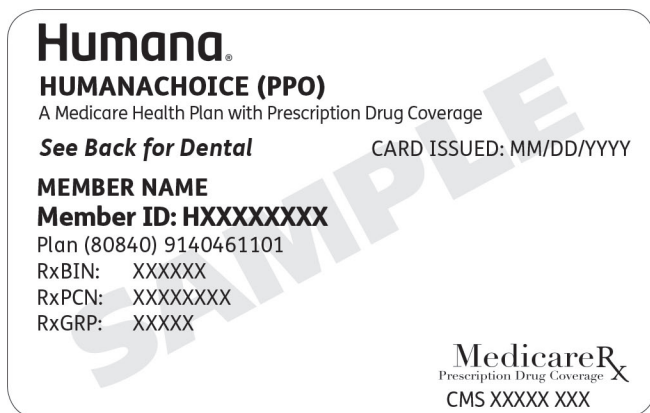 Humana®
HUMANACHOICE (PPO)
A Medicare Health Plan with Prescription Drug Coverage
See Back for Dental CARD ISSUED: MM/DD/YYYY
MEMBER NAME
Member ID: HXXXXXXXX
Plan (80840) 9140461101
RxBIN: XXXXXX
RxPCN: XXXXXXXX
RxGRP: XXXXX
SAMPLE
MedicareRx
Prescription Drug Coverage
CMS XXXXX XXX